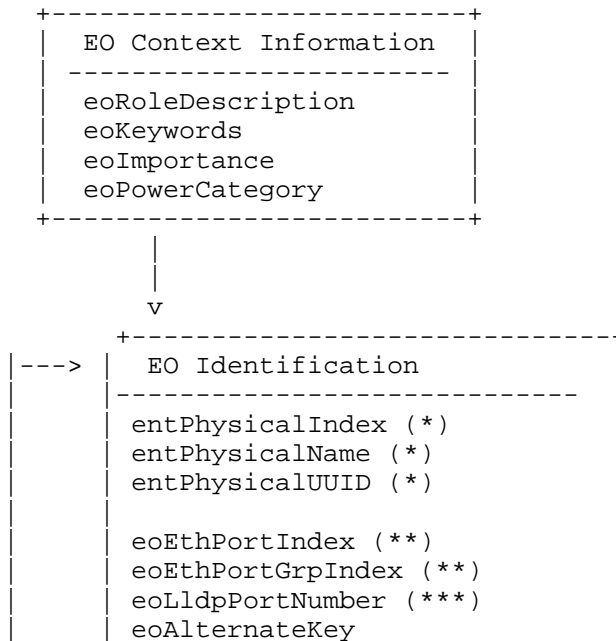 +--------------------------+
|  EO Context Information  |
| ------------------------ |
|  eoRoleDescription       |
|  eoKeywords              |
|  eoImportance            |
|  eoPowerCategory         |
+--------------------------+
|
|
v
+------------------------------
|---> |  EO Identification
|     |-----------------------------
|     | entPhysicalIndex (*)
|     | entPhysicalName (*)
|     | entPhysicalUUID (*)
|     |
|     | eoEthPortIndex (**)
|     | eoEthPortGrpIndex (**)
|     | eoLldpPortNumber (***)
|     | eoAlternateKey